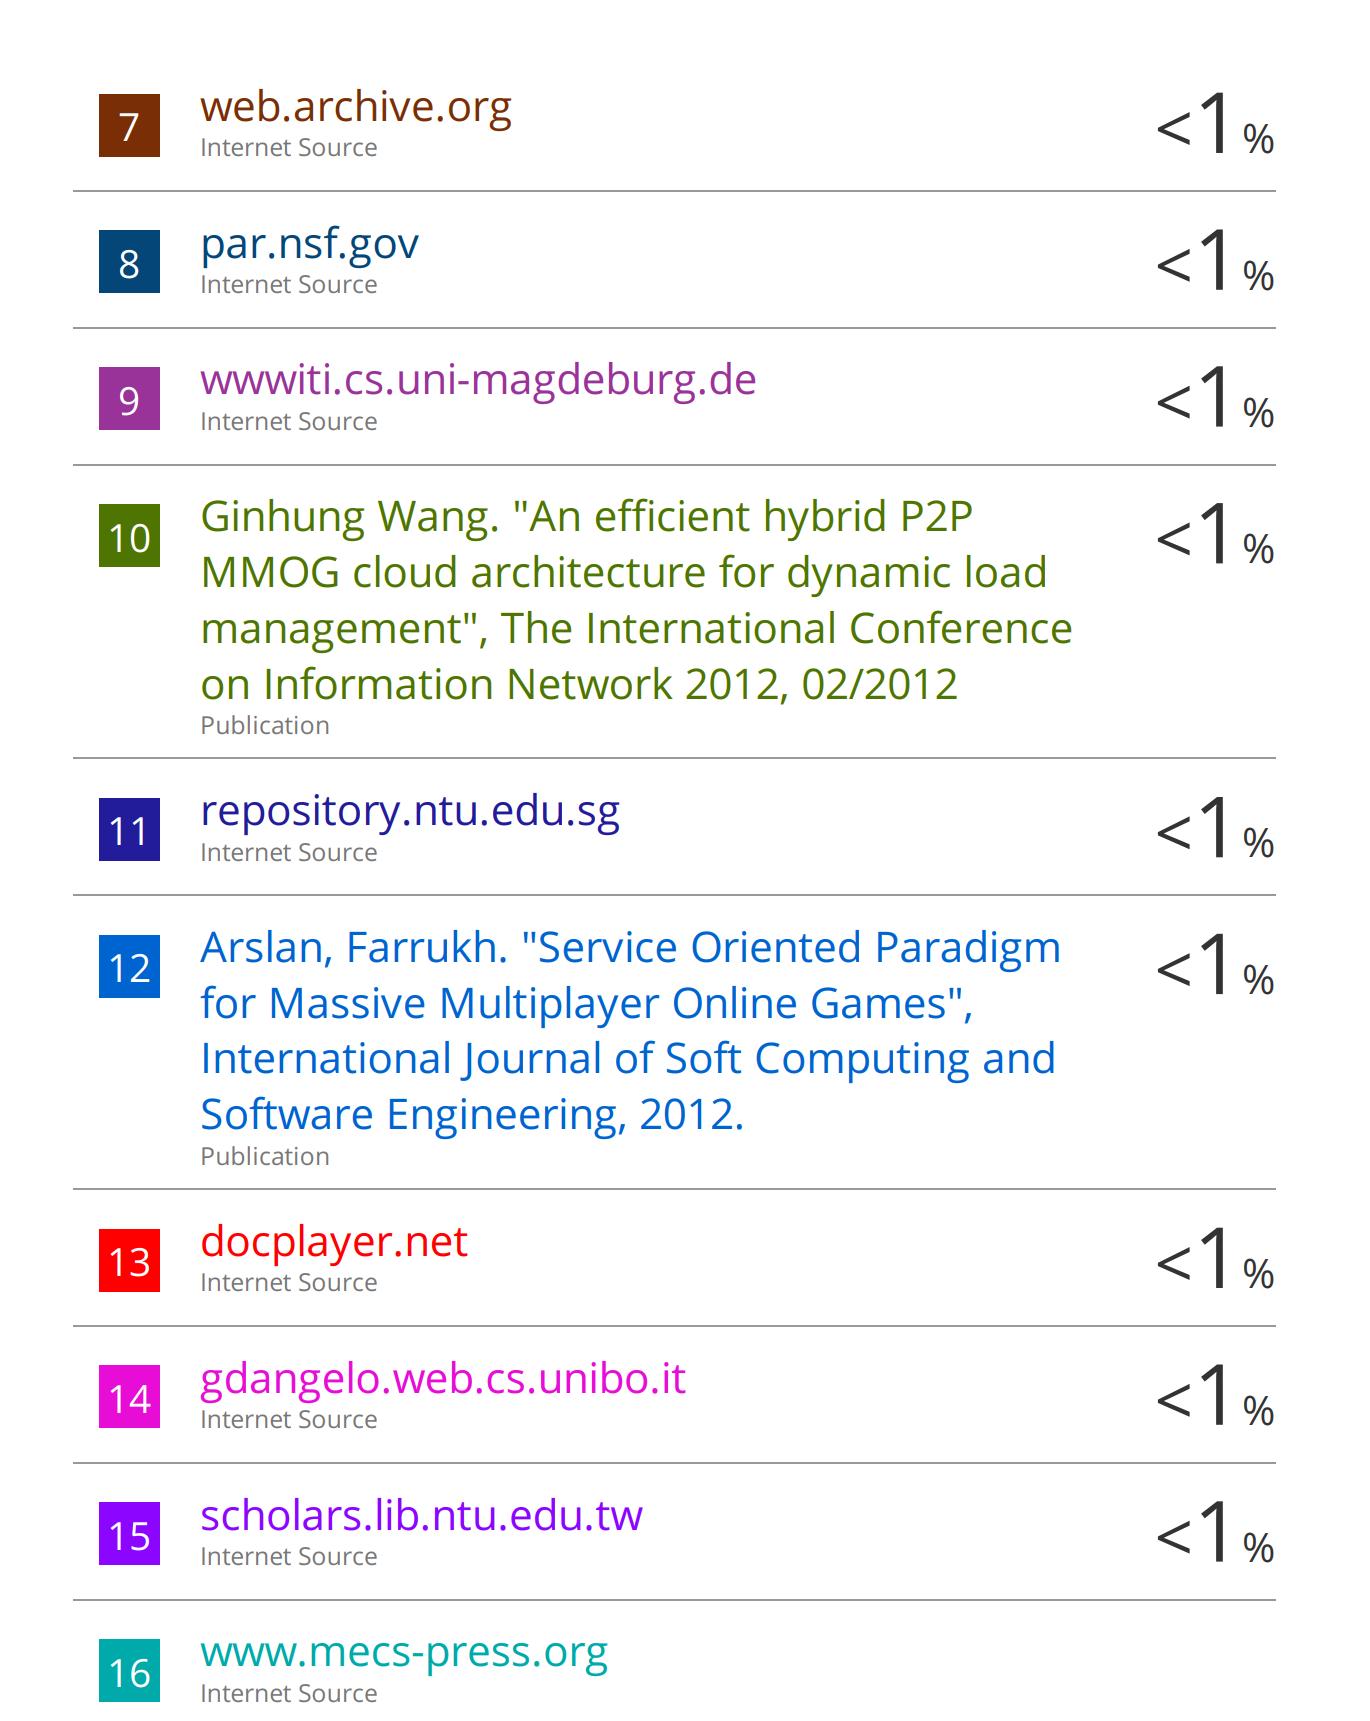 7 web.archive.org <1%
Internet Source
8 par.nsf.gov <1%
Internet Source
9 wwwiti.cs.uni-magdeburg.de <1%
Internet Source
10 Ginhung Wang. "An efficient hybrid P2P <1%
MMOG cloud architecture for dynamic load
management", The International Conference
on Information Network 2012, 02/2012
Publication
11 repository.ntu.edu.sg <1%
Internet Source
12 Arslan, Farrukh. "Service Oriented Paradigm <1%
for Massive Multiplayer Online Games",
International Journal of Soft Computing and
Software Engineering, 2012.
Publication
13 docplayer.net <1%
Internet Source
14 gdangelo.web.cs.unibo.it <1%
Internet Source
15 scholars.lib.ntu.edu.tw <1%
Internet Source
16 www.mecs-press.org
Internet Source